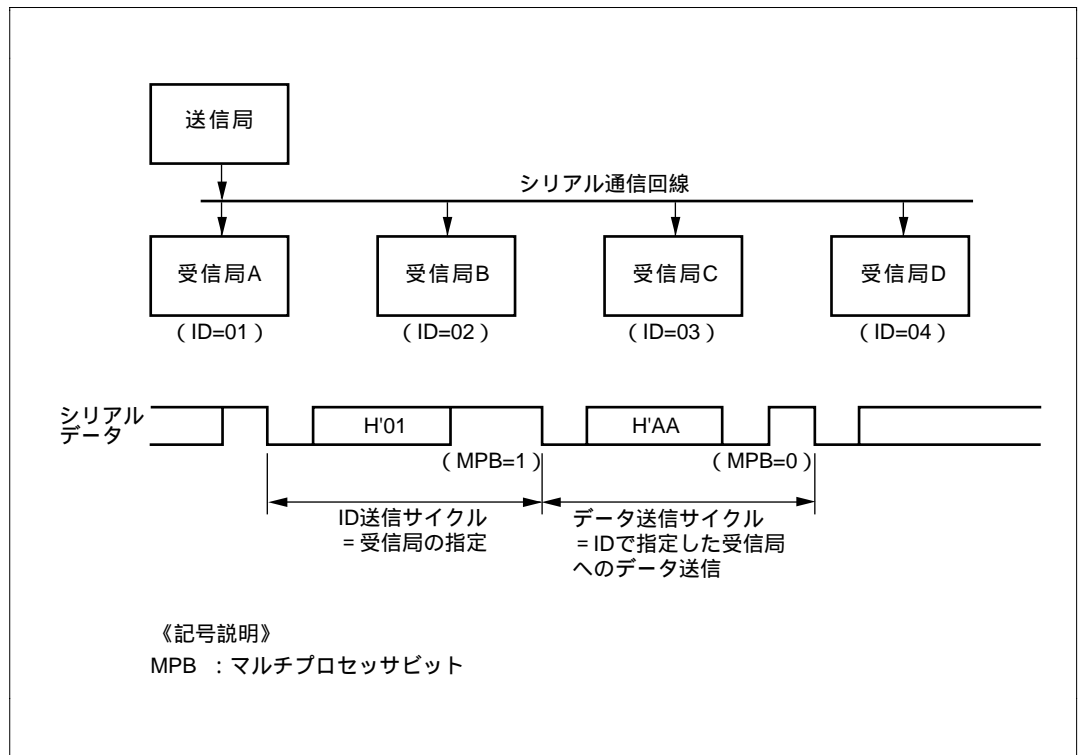 送信局
シリアル通信回線
受信局A
受信局B
受信局C
受信局D
（ID=01）
（ID=02）
（ID=03）
（ID=04）
シリアル
データ
H'01
H'AA
（MPB=1）
（MPB=0）
ID送信サイクル
=受信局の指定
データ送信サイクル
=IDで指定した受信局
へのデータ送信
《記号説明》
MPB ：マルチプロセッサビット